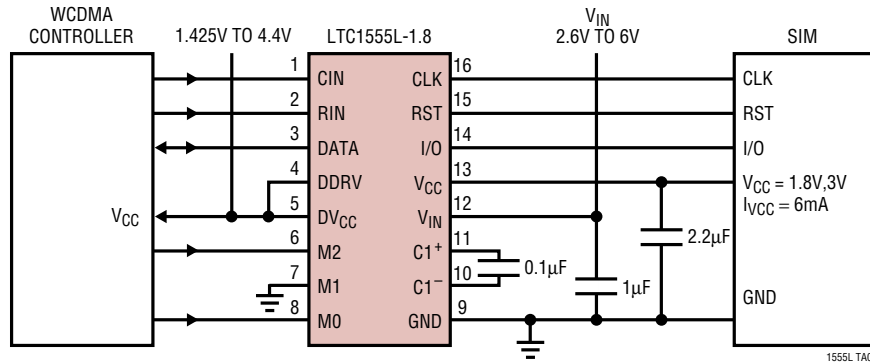 WCDMA
CONTROLLER
1.425V TO 4.4V
LTC1555L-1.8
VIN
2.6V TO 6V
SIM
1
CIN
CLK
16
CLK
2
RIN
RST
15
RST
3
DATA
I/O
14
I/O
4
DDRV
VCC
13
VCC = 1.8V,3V
IVCC = 6mA
VCC
5
DVCC
VIN
12
2.2µF
6
M2
C1+
11
0.1µF
7
M1
C1−
10
1µF
GND
8
M0
GND
9
1555L TA01